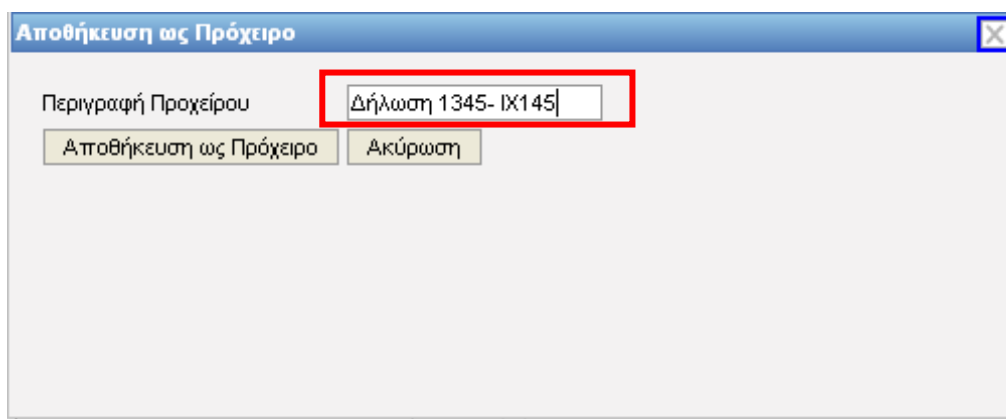 Αποθήκευση ως Πρόχειρο
Περιγραφή Προχείρου Δήλωση 1345- ΙΧ145
Αποθήκευση ως Πρόχειρο Ακύρωση